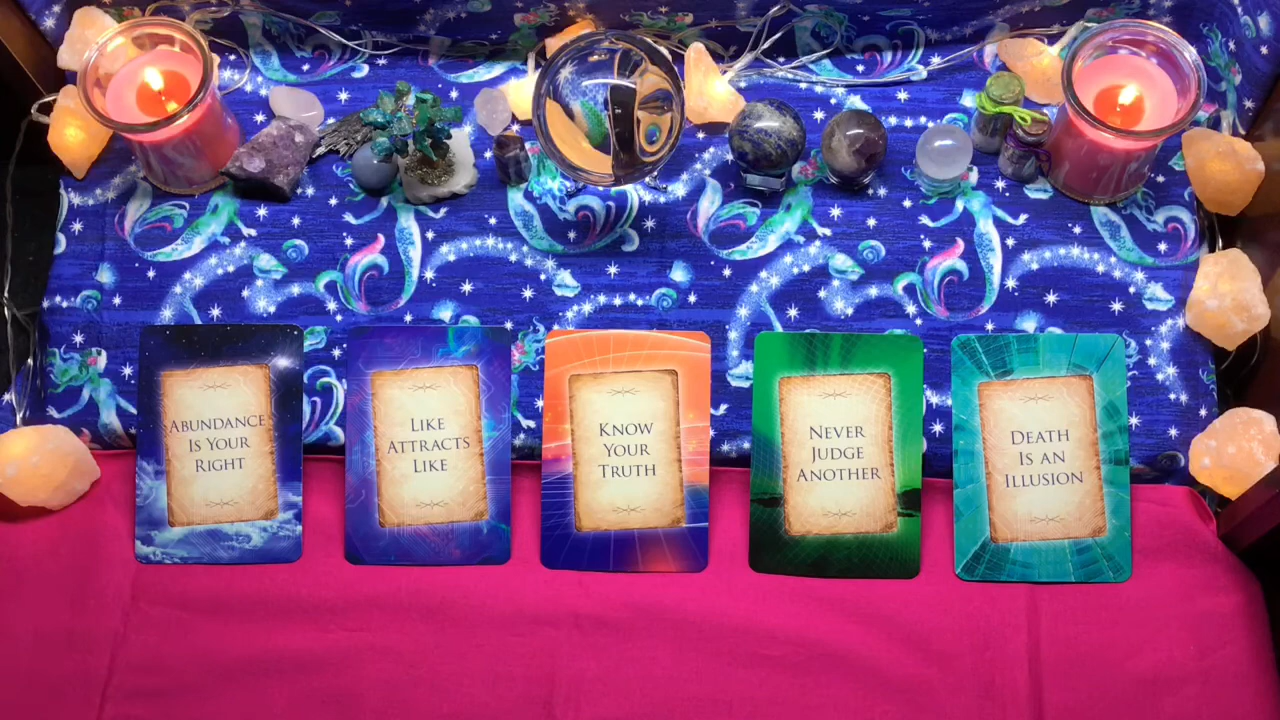 ABUNDANCE
IS YOUR
RIGHT
LIKE
ATTRACTS
LIKE
KNOW
YOUR
TRUTH
NEVER
JUDGE
ANOTHER
DEATH
IS AN
ILLUSION